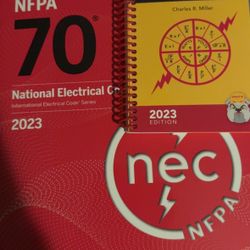 NFPA
70®
National Electrical Co
International Electrical Code® Series
2023
Charles R. Miller
2023
EDITION
nec
NFPA